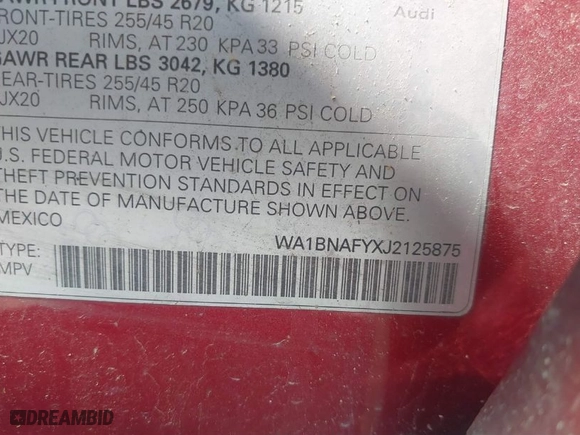 GAWR FRONT LBS 2679, KG 1215
FRONT-TIRES 255/45 R20
JX20 RIMS, AT 230 KPA 33 PSI COLD
GAWR REAR LBS 3042, KG 1380
REAR-TIRES 255/45 R20
JX20 RIMS, AT 250 KPA 36 PSI COLD
Audi
THIS VEHICLE CONFORMS TO ALL APPLICABLE
U.S. FEDERAL MOTOR VEHICLE SAFETY AND
THEFT PREVENTION STANDARDS IN EFFECT ON
THE DATE OF MANUFACTURE SHOWN ABOVE.
MEXICO
WA1BNAFYXJ2125875
TYPE:
MPV
DREAMBID